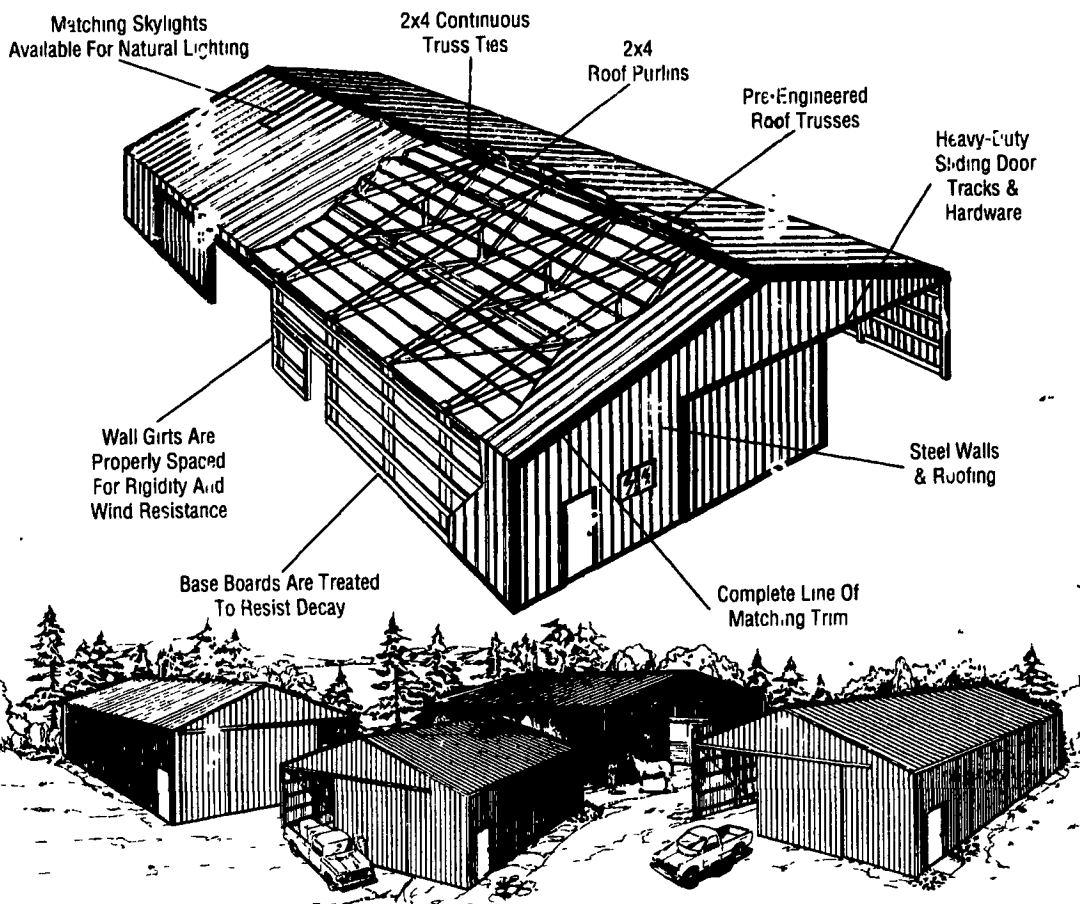 Matching Skylights
Available For Natural Lighting
2x4 Continuous
Truss Ties
2x4
Roof Purlins
Pre-Engineered
Roof Trusses
Heavy-Duty
Sliding Door
Tracks &
Hardware
Wall Girts Are
Properly Spaced
For Rigidity And
Wind Resistance
Steel Walls
& Roofing
Base Boards Are Treated
To Resist Decay
Complete Line Of
Matching Trim